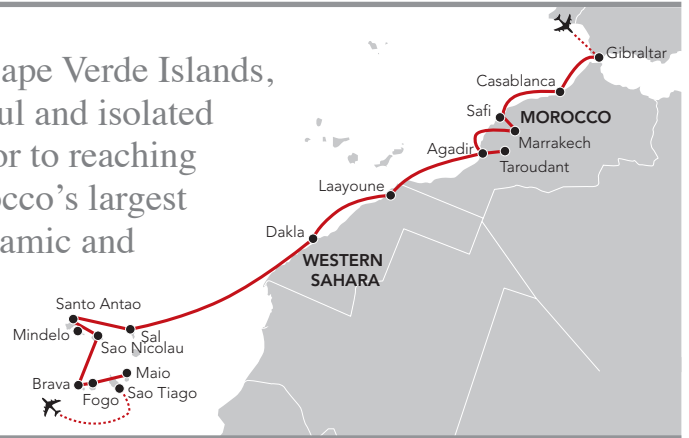 ape Verde Islands,
ul and isolated
or to reaching
occo's largest
amic and
Gibraltar
Casablanca
Safi
MOROCCO
Marrakech
Agadir
Taroudant
Laayoune
Dakla
WESTERN
SAHARA
Santo Antao
Mindelo
Sal
Sao Nicolau
Maio
Brava
Fogo
Sao Tiago